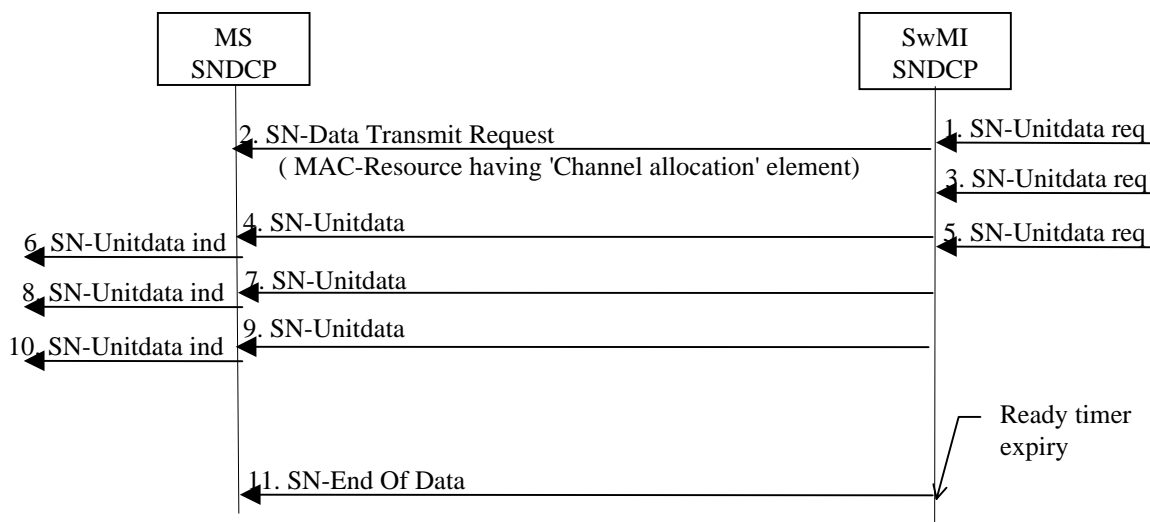 MS
SNDCP
SwMI
SNDCP
1. SN-Unitdata req
2. SN-Data Transmit Request
( MAC-Resource having 'Channel allocation' element)
3. SN-Unitdata req
4. SN-Unitdata
5. SN-Unitdata req
6. SN-Unitdata ind
7. SN-Unitdata
8. SN-Unitdata ind
9. SN-Unitdata
10. SN-Unitdata ind
Ready timer
expiry
11. SN-End Of Data